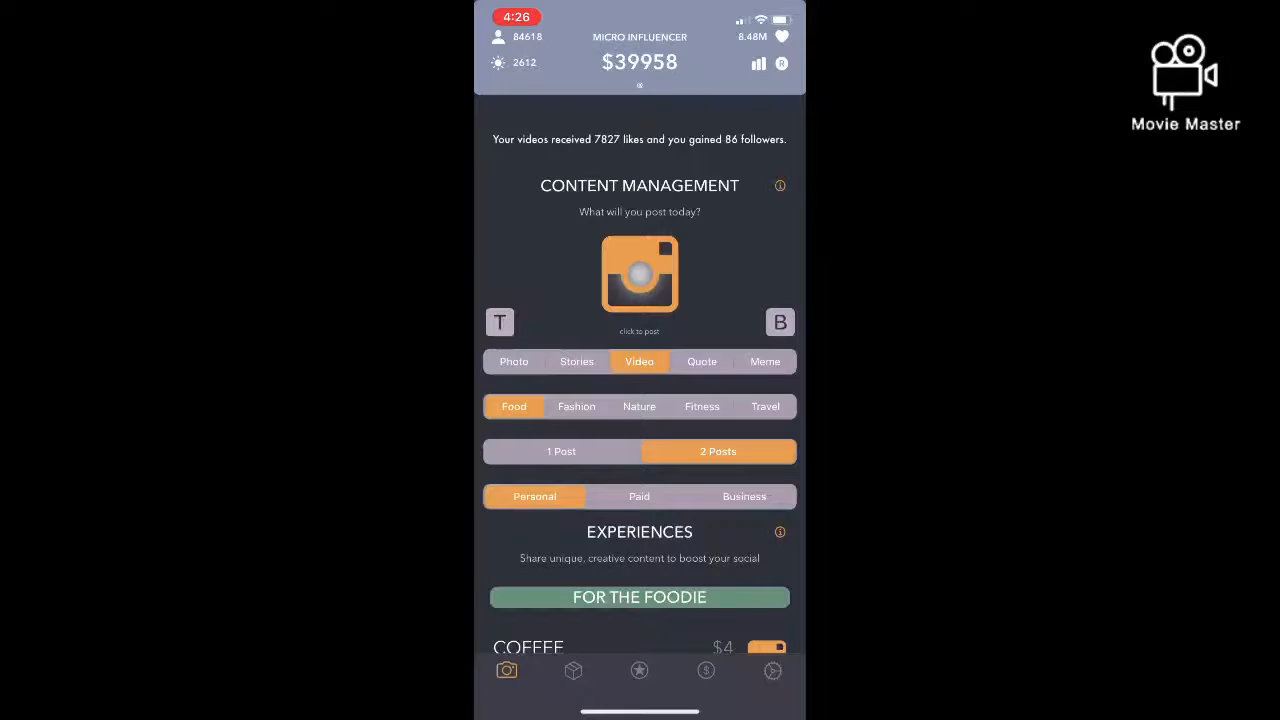 4:26
84618 MICRO INFLUENCER 8.48M
2612 $39958 R
Movie Master
Your videos received 7827 likes and you gained 86 followers.
CONTENT MANAGEMENT
What will you post today?
T B
click to post
Photo Stories Video Quote Meme
Food Fashion Nature Fitness Travel
1 Post 2 Posts
Personal Paid Business
EXPERIENCES
Share unique, creative content to boost your social
FOR THE FOODIE
COFFEE $4